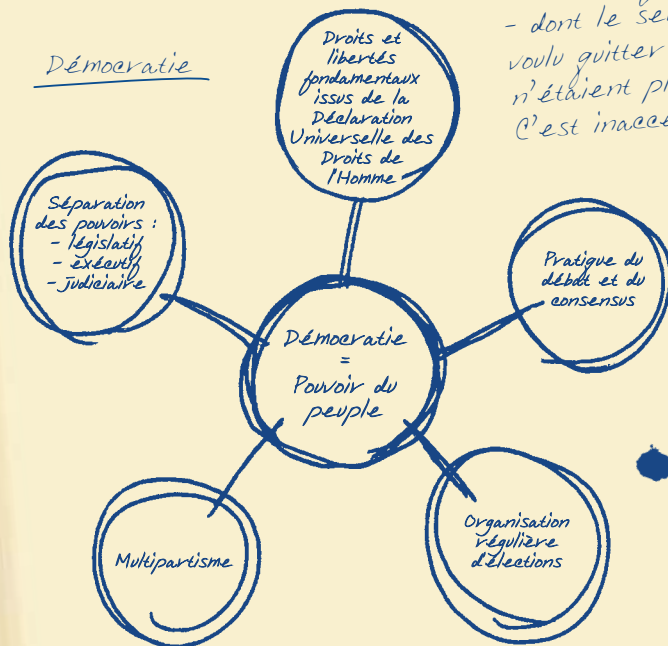 Démocratie
- dont le
voulu quitter
n'étaient
C'est
Droits et
libertés
fondamentaux
issus de la
Déclaration
Universelle des
Droits de
l'Homme
Séparation
des pouvoirs :
- législatif
- exécutif
- judiciaire
Pratique du
débat et du
consensus
Démocratie
=
Pouvoir du
peuple
Multipartisme
Organisation
régulière
d'élections